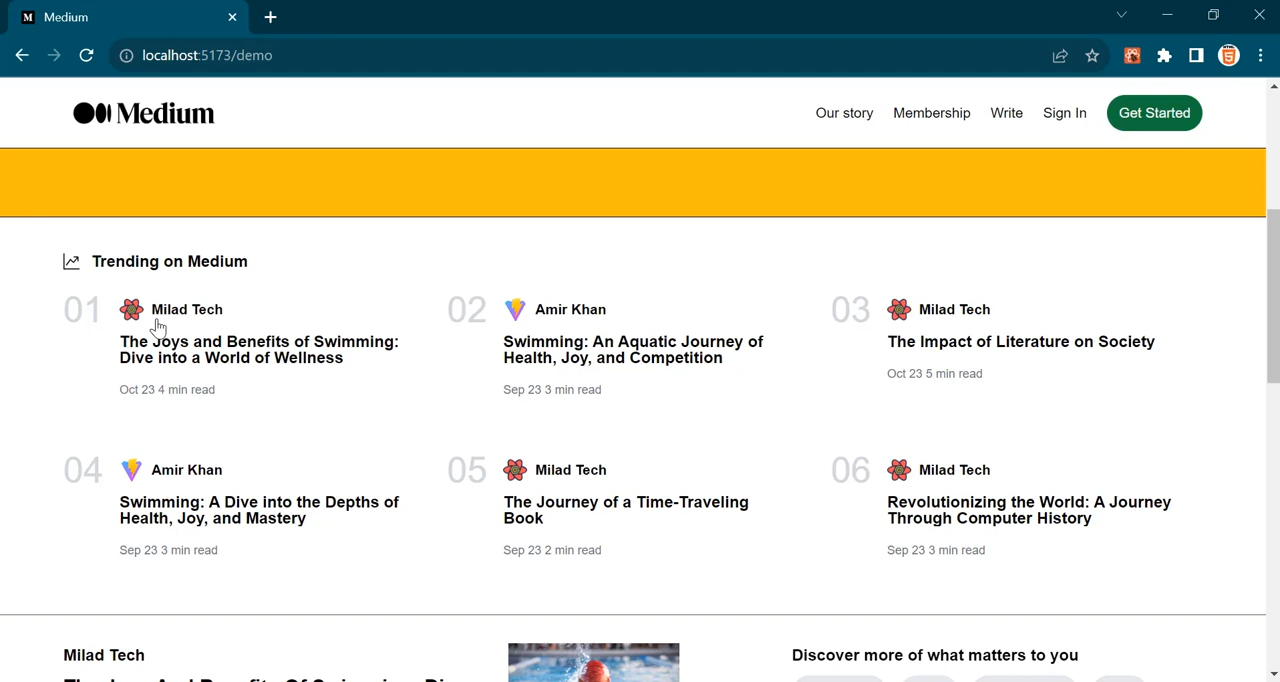 M Medium
localhost:5173/demo
Medium
Our story Membership Write Sign In Get Started
Trending on Medium
01 Milad Tech
The Joys and Benefits of Swimming:
Dive into a World of Wellness
Oct 23 4 min read
02 Amir Khan
Swimming: An Aquatic Journey of
Health, Joy, and Competition
Sep 23 3 min read
03 Milad Tech
The Impact of Literature on Society
Oct 23 5 min read
04 Amir Khan
Swimming: A Dive into the Depths of
Health, Joy, and Mastery
Sep 23 3 min read
05 Milad Tech
The Journey of a Time-Traveling
Book
Sep 23 2 min read
06 Milad Tech
Revolutionizing the World: A Journey
Through Computer History
Sep 23 3 min read
Milad Tech
Discover more of what matters to you